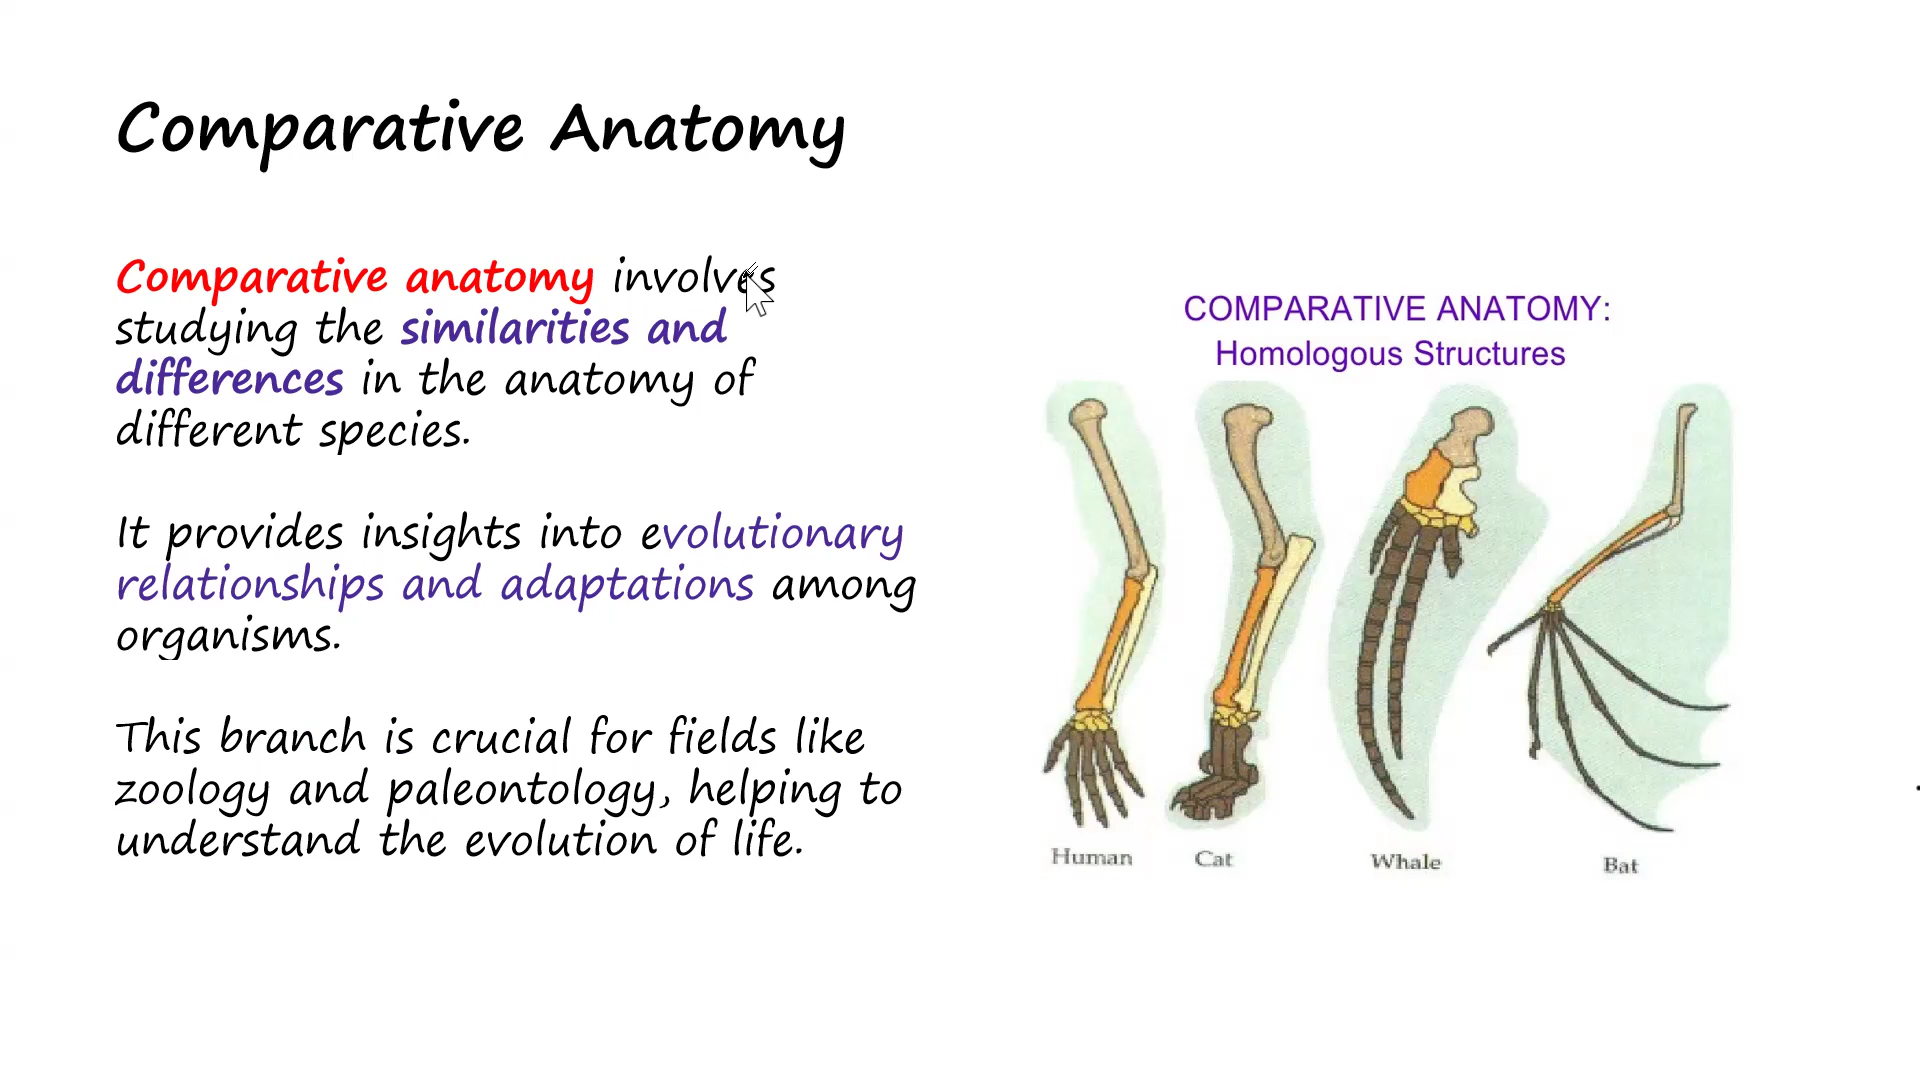 Comparative Anatomy
Comparative anatomy involves
studying the similarities and
differences in the anatomy of
different species.
It provides insights into evolutionary
relationships and adaptations among
organisms.
This branch is crucial for fields like
zoology and paleontology, helping to
understand the evolution of life.
COMPARATIVE ANATOMY:
Homologous Structures
Human Cat Whale Bat